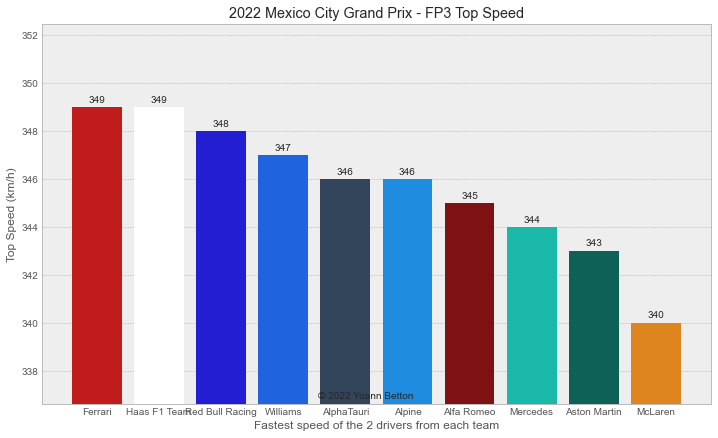 2022 Mexico City Grand Prix - FP3 Top Speed
Top Speed (km/h)
352
350
348
346
344
342
340
338
349
349
348
347
346
346
345
344
343
340
© 2022 Yoann Betton
Ferrari
Haas F1 Team
Red Bull Racing
Williams
AlphaTauri
Alpine
Alfa Romeo
Mercedes
Aston Martin
McLaren
Fastest speed of the 2 drivers from each team